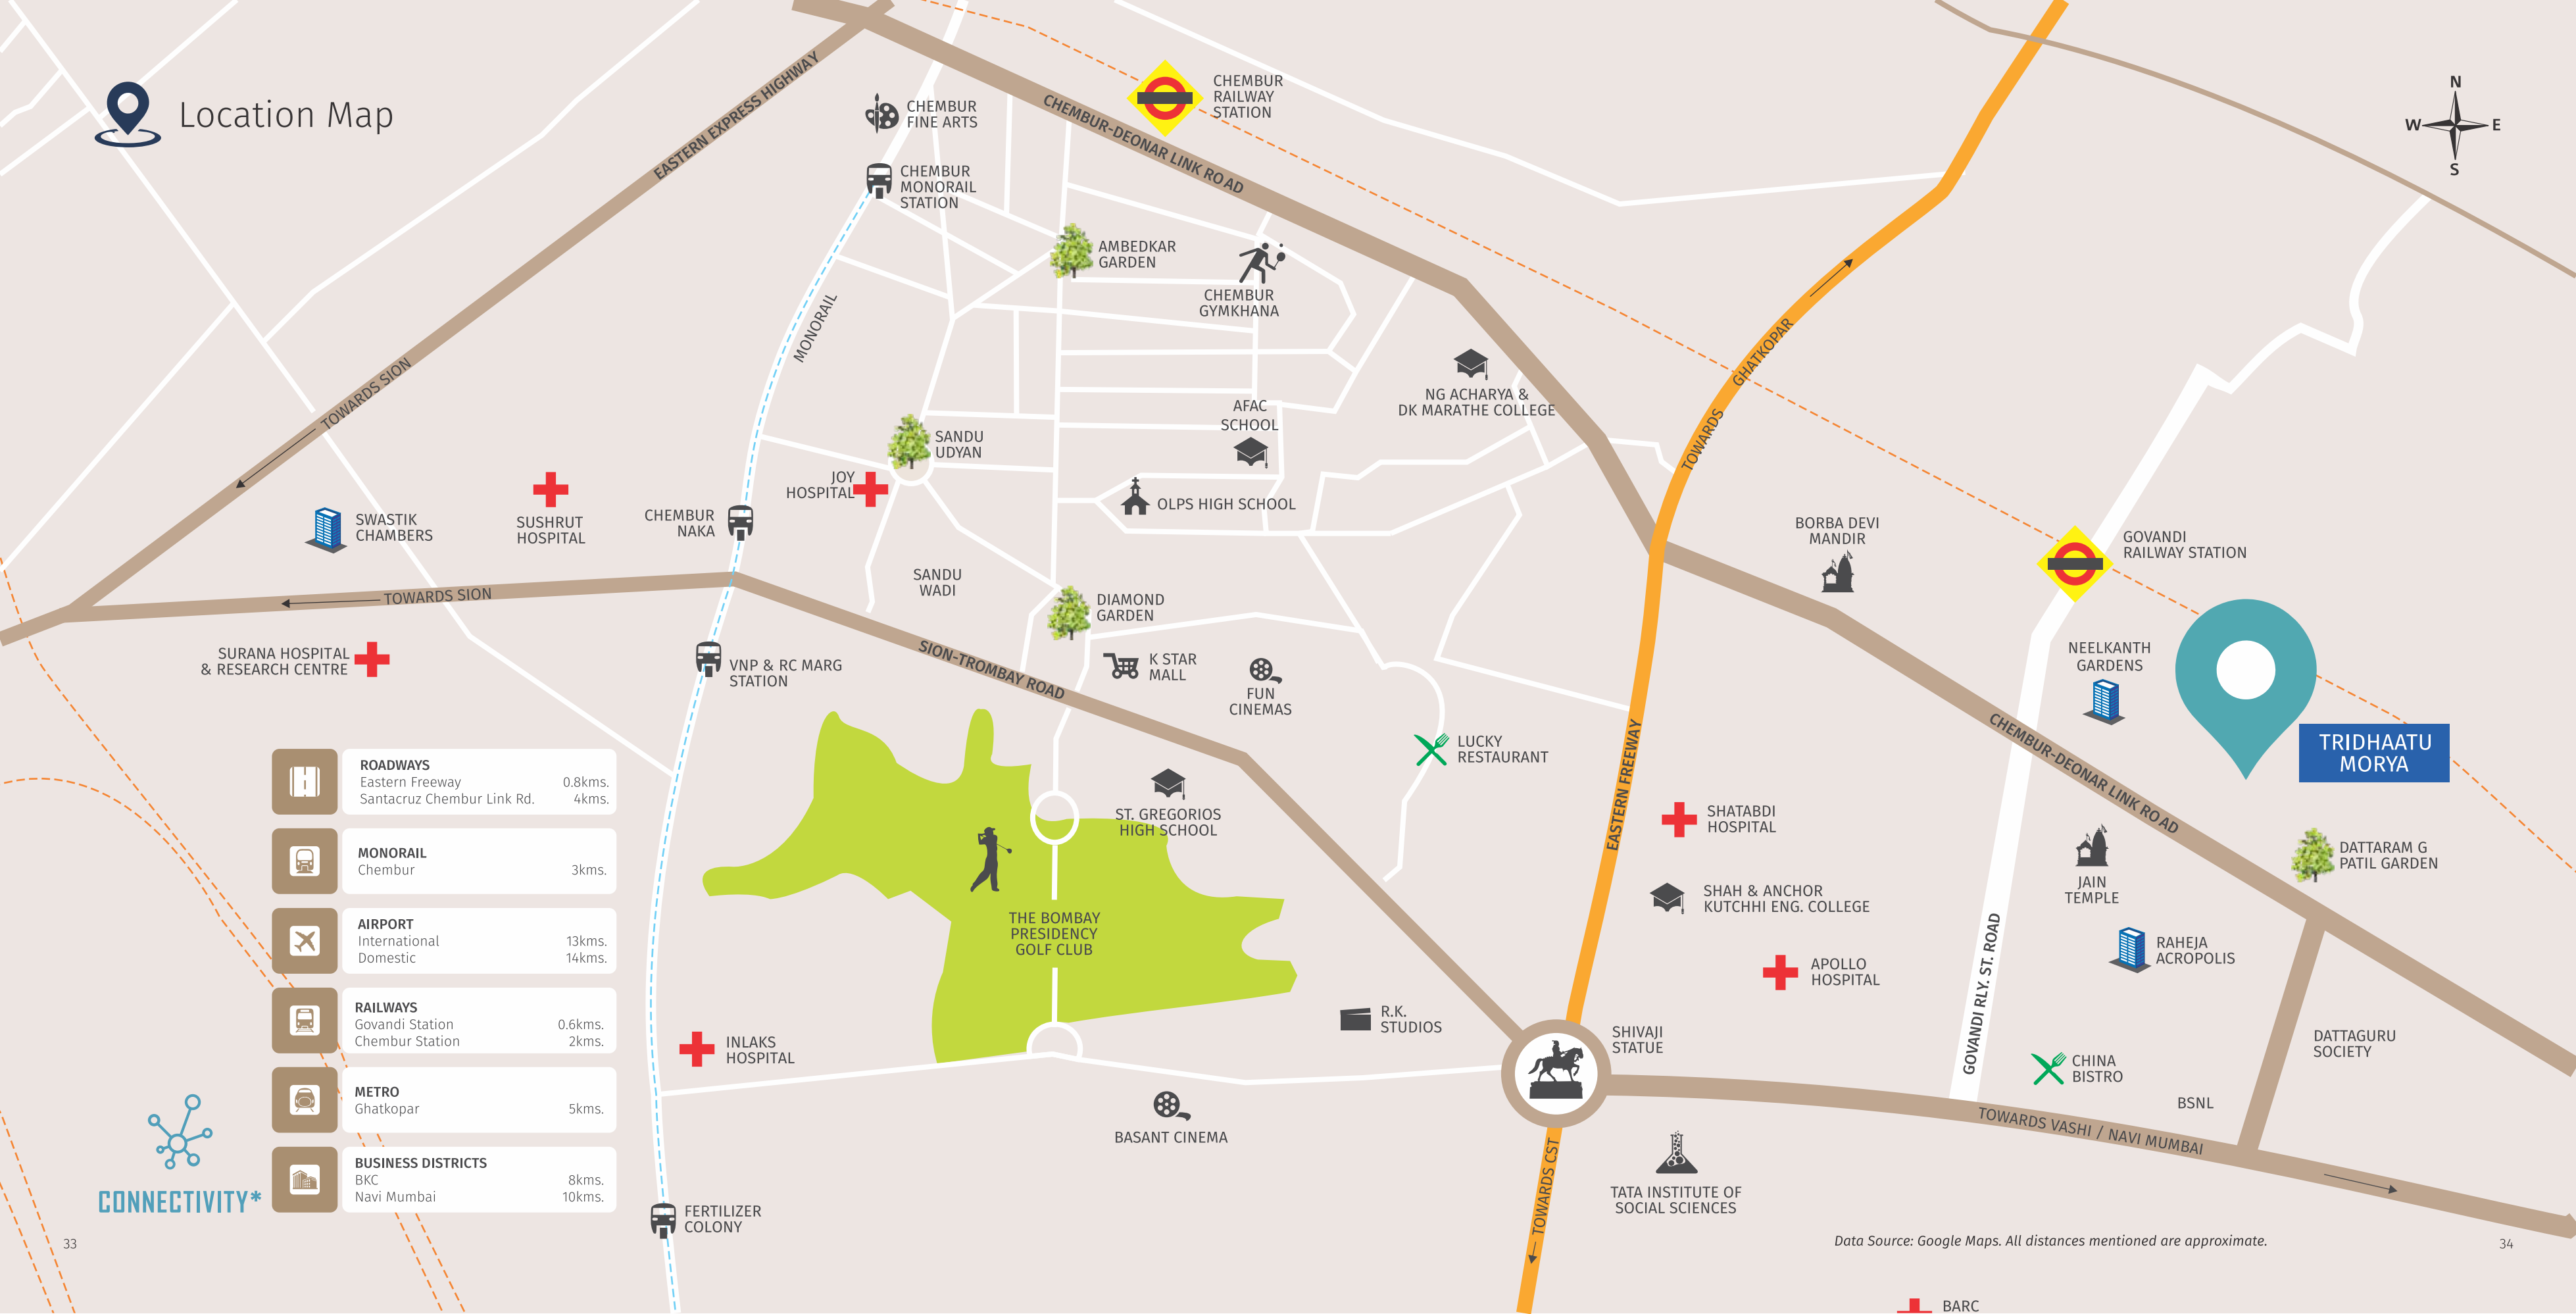 Location Map
N
W
E
S
EASTERN EXPRESS HIGHWAY
CHEMBUR
FINE ARTS
CHEMBUR
MONORAIL
STATION
CHEMBUR
RAILWAY
STATION
CHEMBUR-DEONAR LINK ROAD
AMBEDKAR
GARDEN
CHEMBUR
GYMKHANA
MONORAIL
TOWARDS SION
NG ACHARYA &
DK MARATHE COLLEGE
TOWARDS GHATKOPAR
AFAC
SCHOOL
SANDU
UDYAN
JOY
HOSPITAL
OLPS HIGH SCHOOL
SWASTIK
CHAMBERS
SUSHRUT
HOSPITAL
CHEMBUR
NAKA
BORBA DEVI
MANDIR
GOVANDI
RAILWAY STATION
TOWARDS SION
SANDU
WADI
DIAMOND
GARDEN
SURANA HOSPITAL
& RESEARCH CENTRE
VNP & RC MARG
STATION
SION-TROMBAY ROAD
K STAR
MALL
FUN
CINEMAS
NEELKANTH
GARDENS
LUCKY
RESTAURANT
EASTERN FREEWAY
CHEMBUR-DEONAR LINK ROAD
TRIDHAATU
MORYA
ST. GREGORIOS
HIGH SCHOOL
SHATABDI
HOSPITAL
SHAH & ANCHOR
KUTCHHI ENG. COLLEGE
JAIN
TEMPLE
DATTARAM G
PATIL GARDEN
THE BOMBAY
PRESIDENCY
GOLF CLUB
APOLLO
HOSPITAL
RAHEJA
ACROPOLIS
GOVANDI RLY. ST. ROAD
R.K.
STUDIOS
SHIVAJI
STATUE
INLAKS
HOSPITAL
CHINA
BISTRO
DATTAGURU
SOCIETY
BSNL
BASANT CINEMA
TOWARDS VASHI / NAVI MUMBAI
TOWARDS CST
TATA INSTITUTE OF
SOCIAL SCIENCES
FERTILIZER
COLONY
BARC
ROADWAYS
Eastern Freeway 0.8kms.
Santacruz Chembur Link Rd. 4kms.
MONORAIL
Chembur 3kms.
AIRPORT
International 13kms.
Domestic 14kms.
RAILWAYS
Govandi Station 0.6kms.
Chembur Station 2kms.
METRO
Ghatkopar 5kms.
BUSINESS DISTRICTS
BKC 8kms.
Navi Mumbai 10kms.
CONNECTIVITY*
33
Data Source: Google Maps. All distances mentioned are approximate.
34